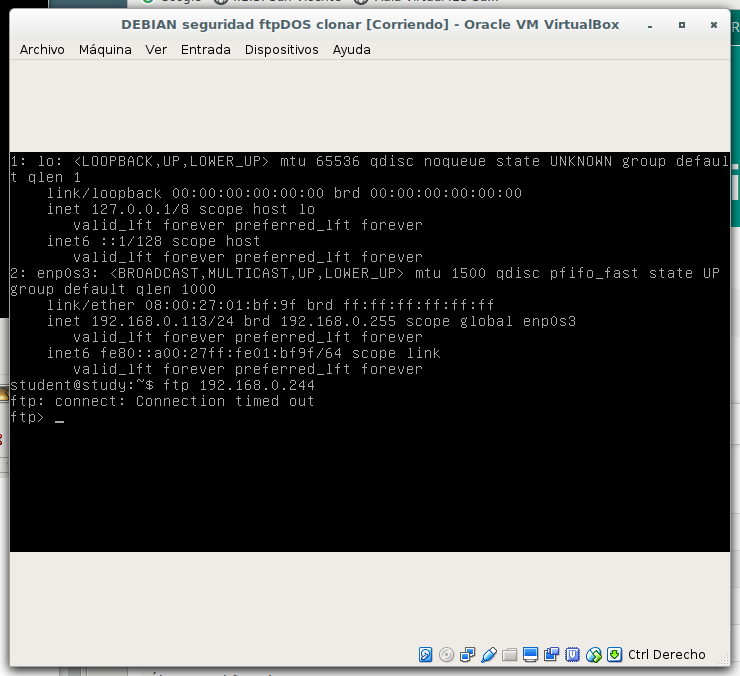 DEBIAN seguridad ftpDOS clonar [Corriendo] - Oracle VM VirtualBox
Archivo Máquina Ver Entrada Dispositivos Ayuda
1: lo: <LOOPBACK,UP,LOWER_UP> mtu 65536 qdisc noqueue state UNKNOWN group defaul
t qlen 1
link/loopback 00:00:00:00:00:00 brd 00:00:00:00:00:00
inet 127.0.0.1/8 scope host lo
valid_lft forever preferred_lft forever
inet6 ::1/128 scope host
valid_lft forever preferred_lft forever
2: enp0s3: <BROADCAST,MULTICAST,UP,LOWER_UP> mtu 1500 qdisc pfifo_fast state UP
group default qlen 1000
link/ether 08:00:27:01:bf:9f brd ff:ff:ff:ff:ff:ff
inet 192.168.0.113/24 brd 192.168.0.255 scope global enp0s3
valid_lft forever preferred_lft forever
inet6 fe80::a00:27ff:fe01:bf9f/64 scope link
valid_lft forever preferred_lft forever
student@study:~$ ftp 192.168.0.244
ftp: connect: Connection timed out
ftp> _
Ctrl Derecho